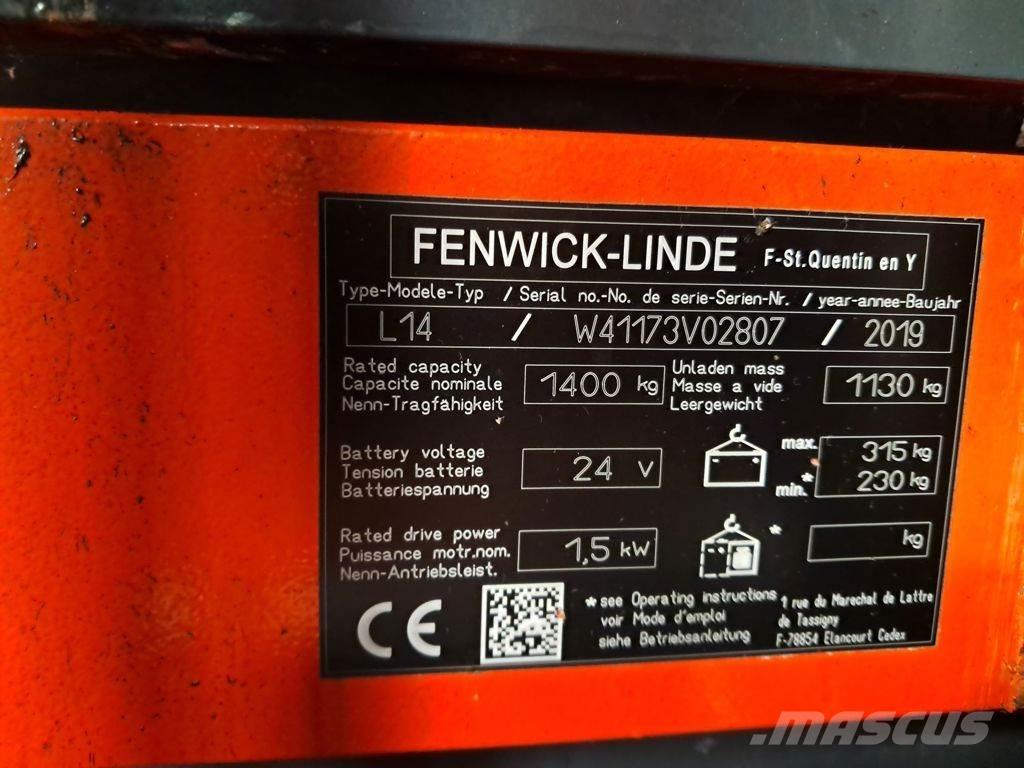 FENWICK-LINDE F-St.Quentin en Y
Type-Modele-Typ / Serial no.-No. de serie-Serien-Nr. / year-annee-Baujahr
L14 / W41173V02807 / 2019
Rated capacity
Capacite nominale
Nenn-Tragfähigkeit
1400 kg
Unladen mass
Masse a vide
Leergewicht
1130 kg
Battery voltage
Tension batterie
Batteriespannung
24 V
max. 315 kg
min.* 230 kg
Rated drive power
Puissance motr.nom.
Nenn-Antriebsleist.
1,5 kW
* kg
CE
* see Operating instructions
voir Mode d'emploi
siehe Betriebsanleitung
1 rue du Marechal de Lattre
de Tassigny
F-78854 Elancourt Cedex
MASCUS